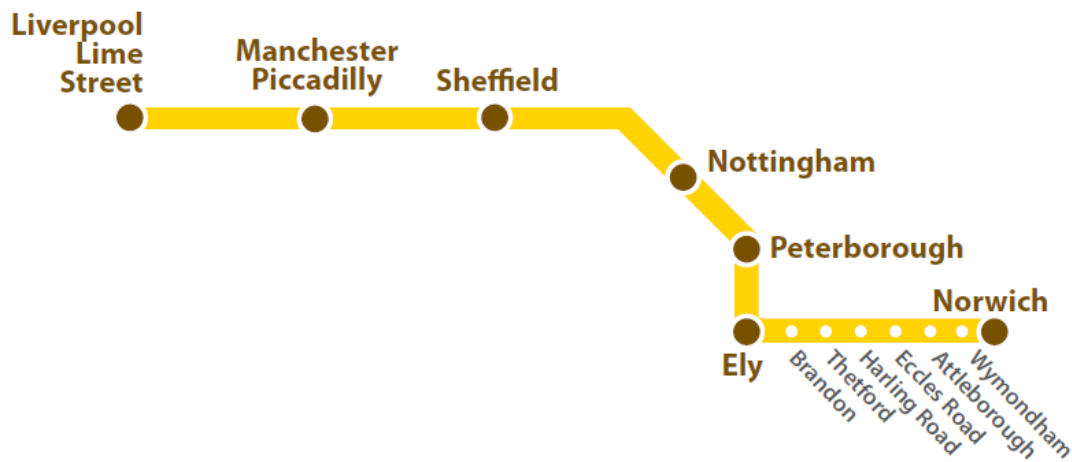 Liverpool
Lime
Street
Manchester
Piccadilly
Sheffield
Nottingham
Peterborough
Norwich
Ely
Brandon
Thetford
Harling Road
Eccles Road
Attleborough
Wymondham